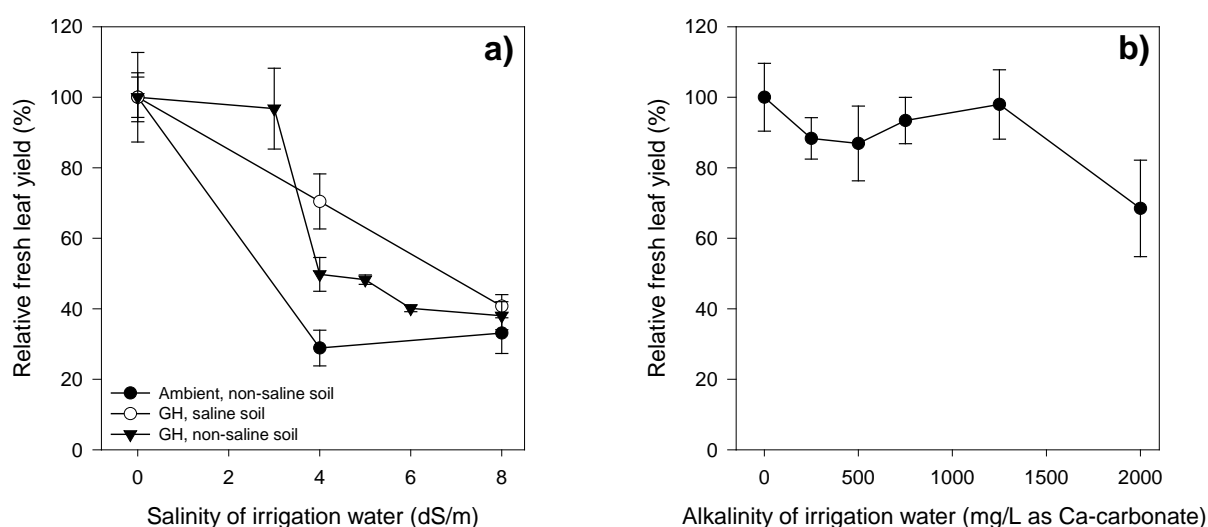 a)
Relative fresh leaf yield (%)
120
100
80
60
40
20
0
Ambient, non-saline soil
GH, saline soil
GH, non-saline soil
0 2 4 6 8
Salinity of irrigation water (dS/m)
b)
Relative fresh leaf yield (%)
120
100
80
60
40
20
0
0 500 1000 1500 2000
Alkalinity of irrigation water (mg/L as Ca-carbonate)